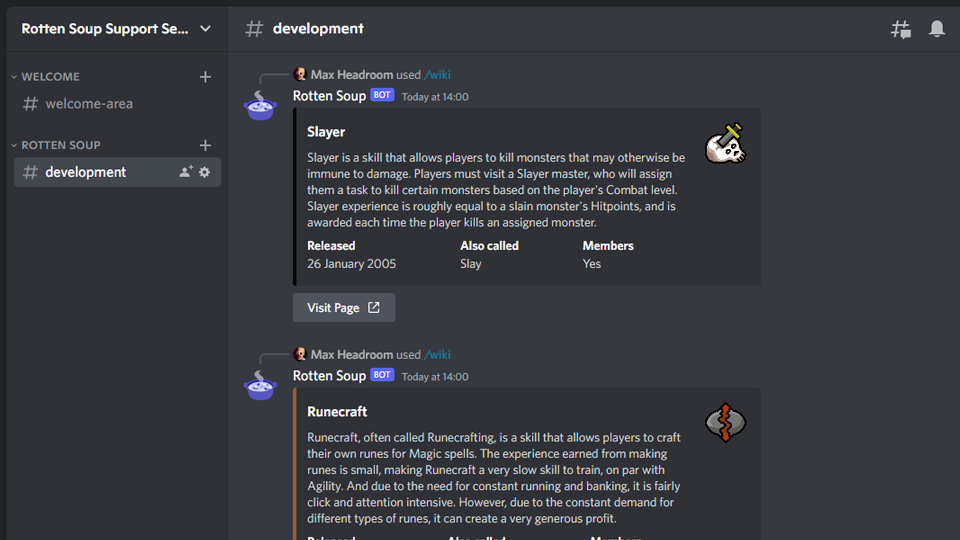 Rotten Soup Support Se...
WELCOME
# welcome-area
ROTTEN SOUP
# development
# development
Max Headroom used /wiki
Rotten Soup BOT Today at 14:00
Slayer
Slayer is a skill that allows players to kill monsters that may otherwise be
immune to damage. Players must visit a Slayer master, who will assign
them a task to kill certain monsters based on the player's Combat level.
Slayer experience is roughly equal to a slain monster's Hitpoints, and is
awarded each time the player kills an assigned monster.
Released Also called Members
26 January 2005 Slay Yes
Visit Page
Max Headroom used /wiki
Rotten Soup BOT Today at 14:00
Runecraft
Runecraft, often called Runecrafting, is a skill that allows players to craft
their own runes for Magic spells. The experience earned from making
runes is small, making Runecraft a very slow skill to train, on par with
Agility. And due to the need for constant running and banking, it is fairly
click and attention intensive. However, due to the constant demand for
different types of runes, it can create a very generous profit.
Released Also called Members